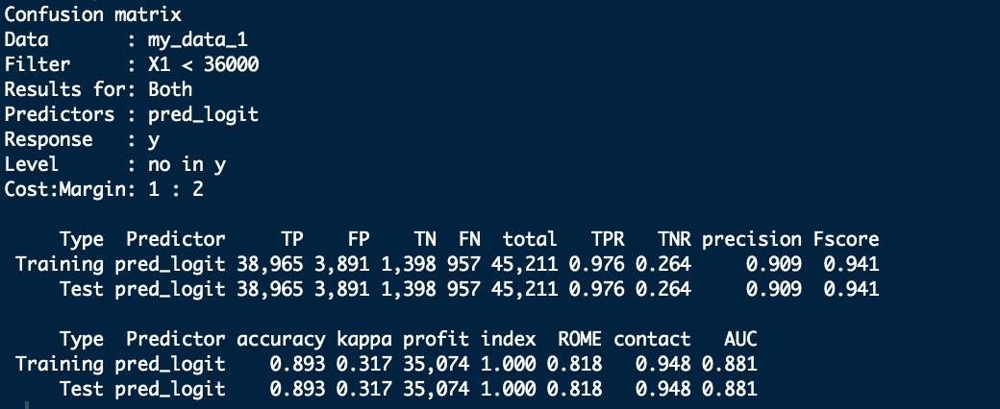 Confusion matrix
Data      : my_data_1
Filter    : X1 < 36000
Results for: Both
Predictors : pred_logit
Response  : y
Level     : no in y
Cost:Margin: 1 : 2
Type Predictor TP FP TN FN total TPR TNR precision Fscore
Training pred_logit 38,965 3,891 1,398 957 45,211 0.976 0.264 0.909 0.941
Test pred_logit 38,965 3,891 1,398 957 45,211 0.976 0.264 0.909 0.941
Type Predictor accuracy kappa profit index ROME contact AUC
Training pred_logit 0.893 0.317 35,074 1.000 0.818 0.948 0.881
Test pred_logit 0.893 0.317 35,074 1.000 0.818 0.948 0.881